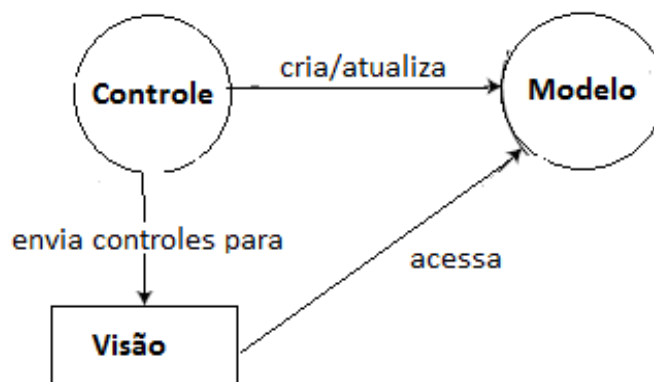 cria/atualiza
Controle
Modelo
envia controles para
acessa
Visão